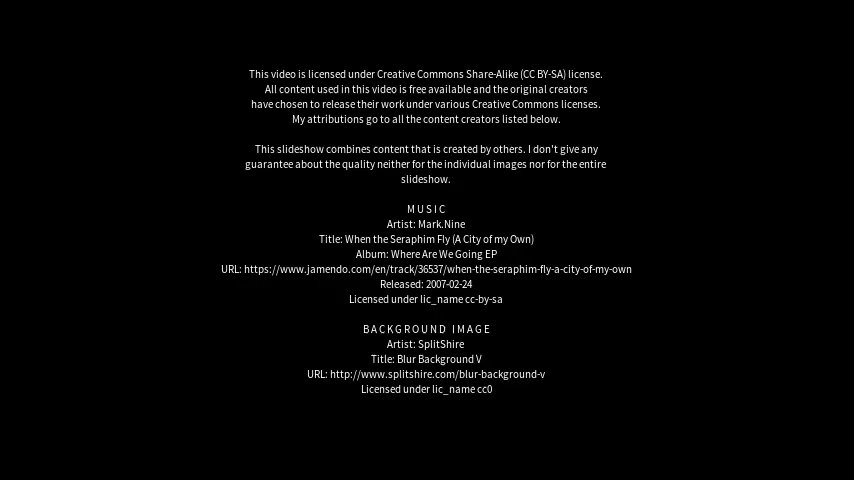 This video is licensed under Creative Commons Share-Alike (CC BY-SA) license.
All content used in this video is free available and the original creators
have chosen to release their work under various Creative Commons licenses.
My attributions go to all the content creators listed below.
This slideshow combines content that is created by others. I don't give any
guarantee about the quality neither for the individual images nor for the entire
slideshow.
MUSIC
Artist: Mark.Nine
Title: When the Seraphim Fly (A City of my Own)
Album: Where Are We Going EP
URL: https://www.jamendo.com/en/track/36537/when-the-seraphim-fly-a-city-of-my-own
Released: 2007-02-24
Licensed under lic_name cc-by-sa
BACKGROUND IMAGE
Artist: SplitShire
Title: Blur Background V
URL: http://www.splitshire.com/blur-background-v
Licensed under lic_name cc0